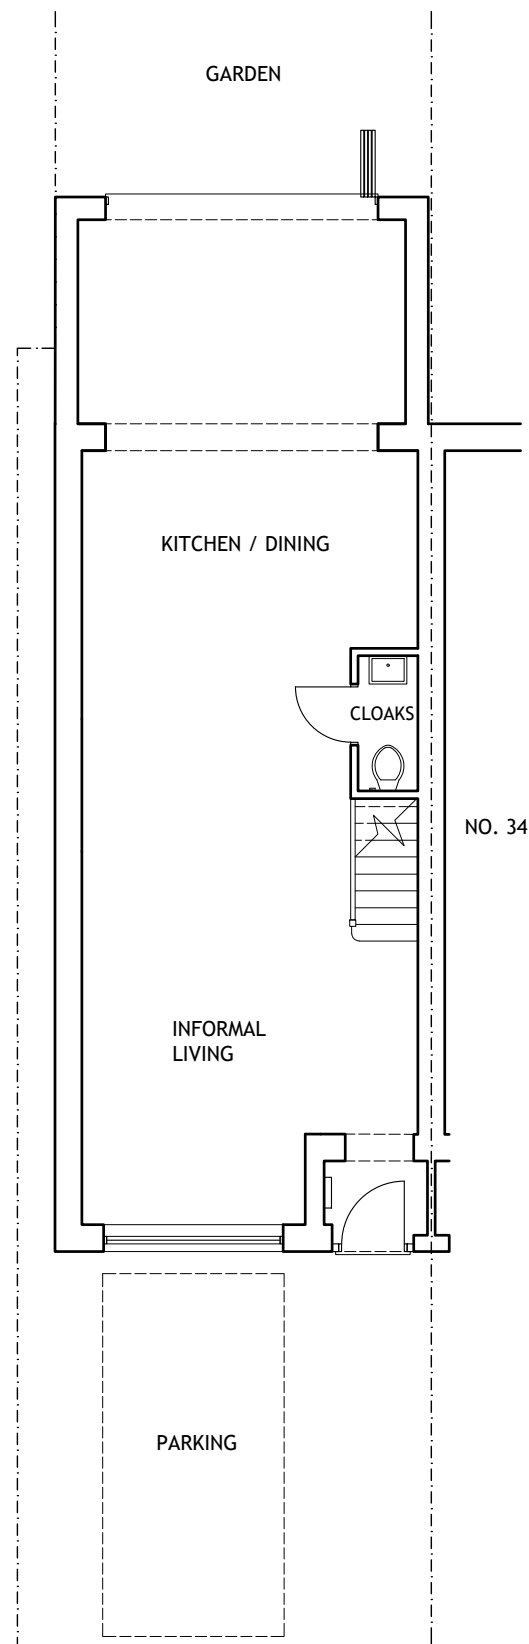 GARDEN
KITCHEN / DINING
CLOAKS
NO. 34
INFORMAL
LIVING
PARKING